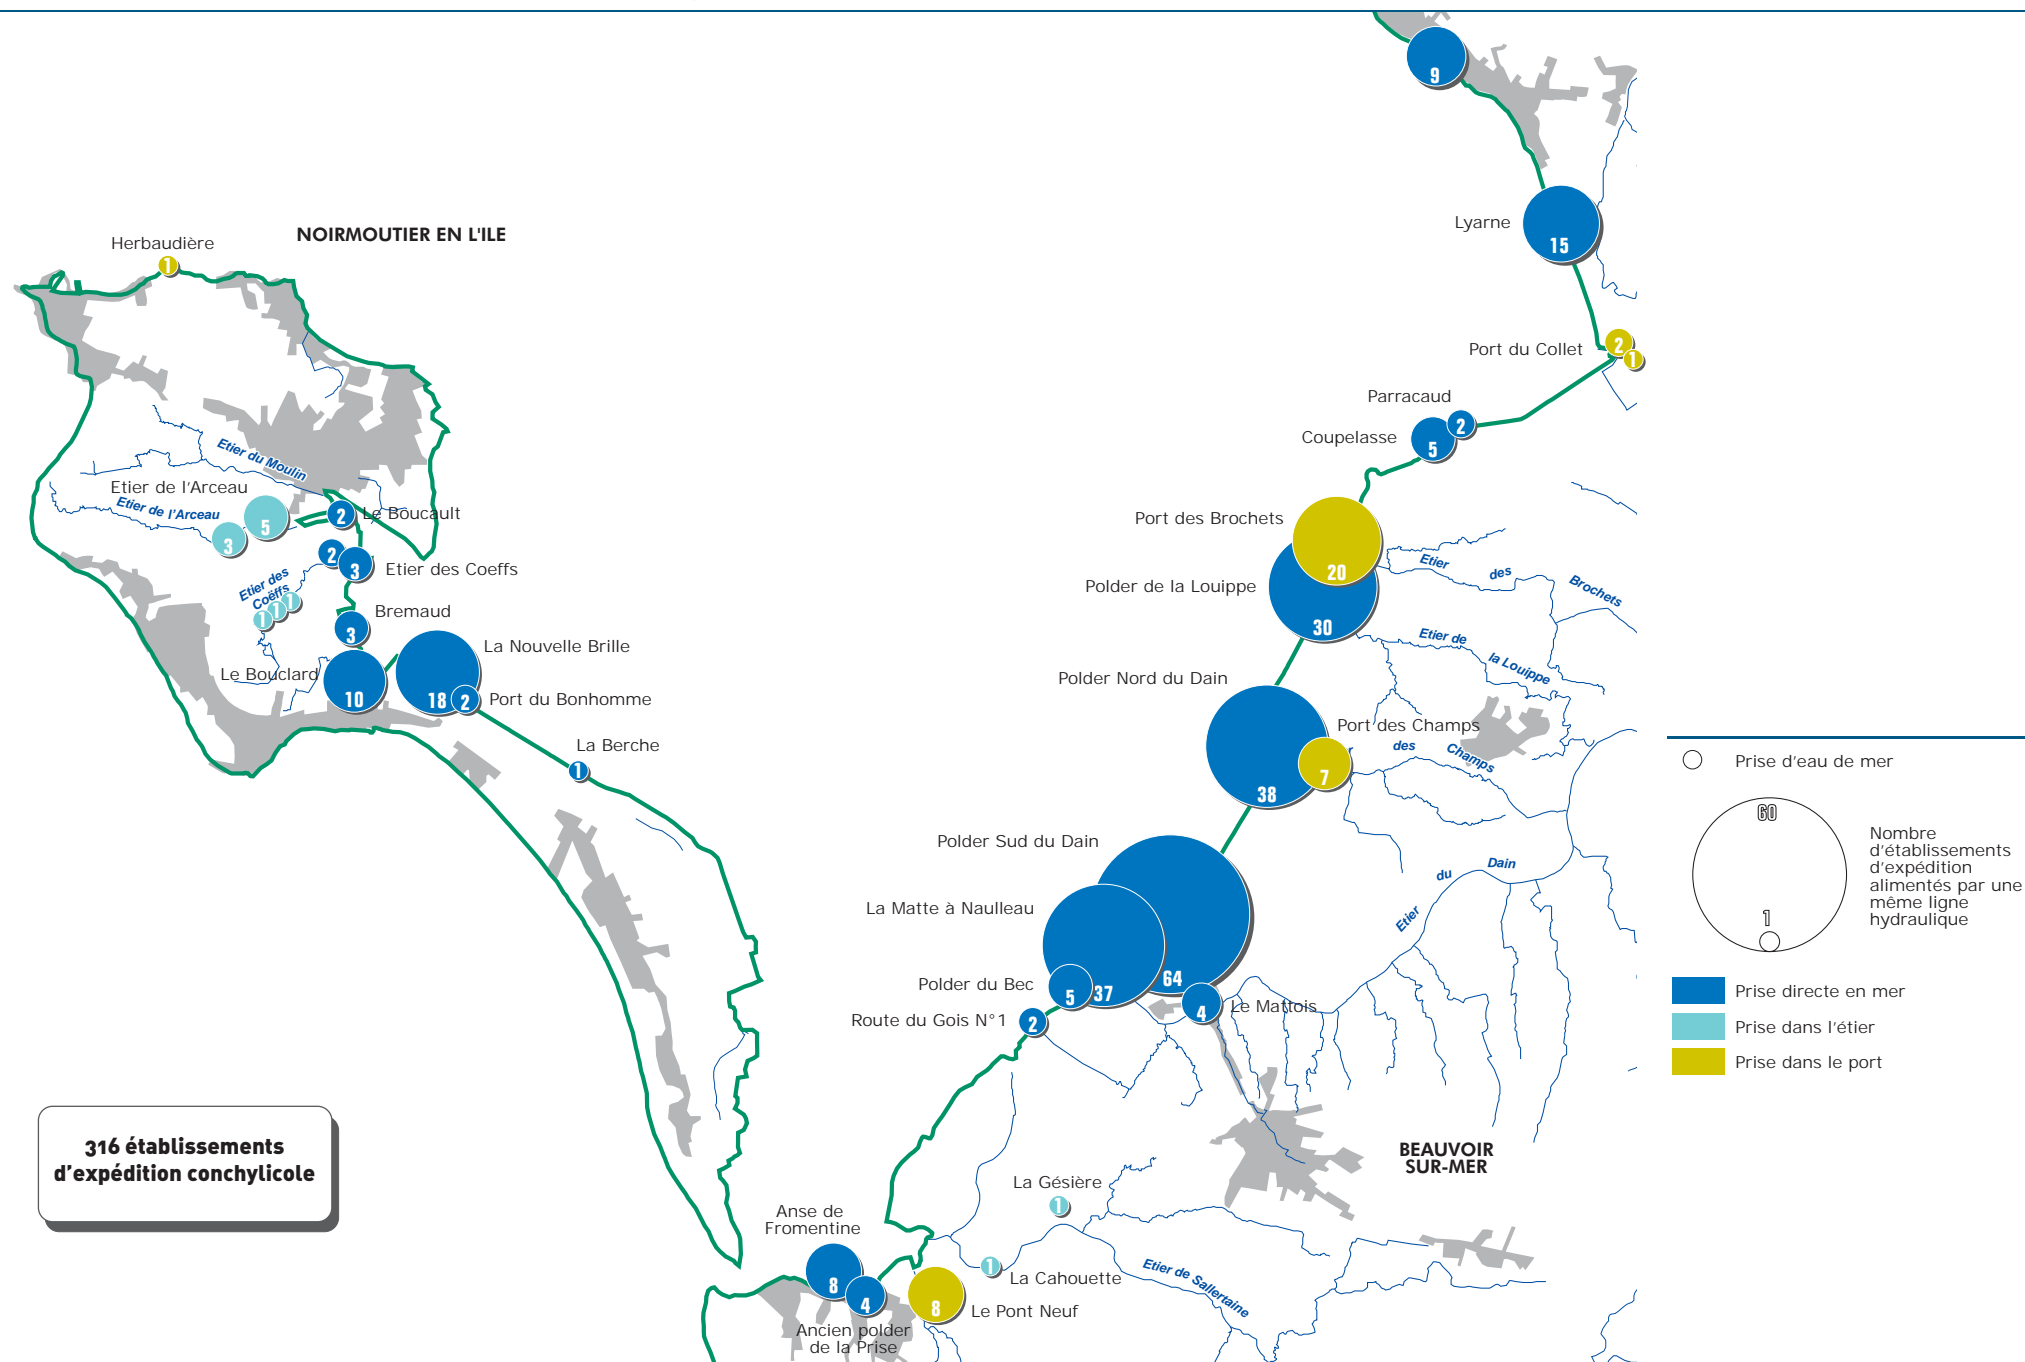 9
Lyarne
15
NOIRMOUTIER EN L'ILE
Herbaudière
1
Port du Collet
2
1
Parracaud
2
Coupelasse
5
Etier du Moulin
Etier de l'Arceau
Etier de l'Arceau
5
3
2
Le Boucault
2
3
Etier des Coeffs
Etier des
Coëffs
1
1
1
Bremaud
3
La Nouvelle Brille
18
Le Bouclard
10
2
Port du Bonhomme
La Berche
1
Port des Brochets
20
Polder de la Louippe
30
Etier
des
Brochets
Etier de
la Louippe
Polder Nord du Dain
38
Port des Champs
7
des
Champs
Polder Sud du Dain
64
La Matte à Naulleau
37
Polder du Bec
5
Route du Gois N°1
2
4
Le Mattois
Etier
du
Dain
BEAUVOIR
SUR-MER
La Gésière
1
1
La Cahouette
Etier de Sallertaine
Anse de
Fromentine
8
4
Ancien polder
de la Prise
8
Le Pont Neuf
316 établissements
d'expédition conchylicole
Prise d'eau de mer
60
1
Nombre
d'établissements
d'expédition
alimentés par une
même ligne
hydraulique
Prise directe en mer
Prise dans l'étier
Prise dans le port